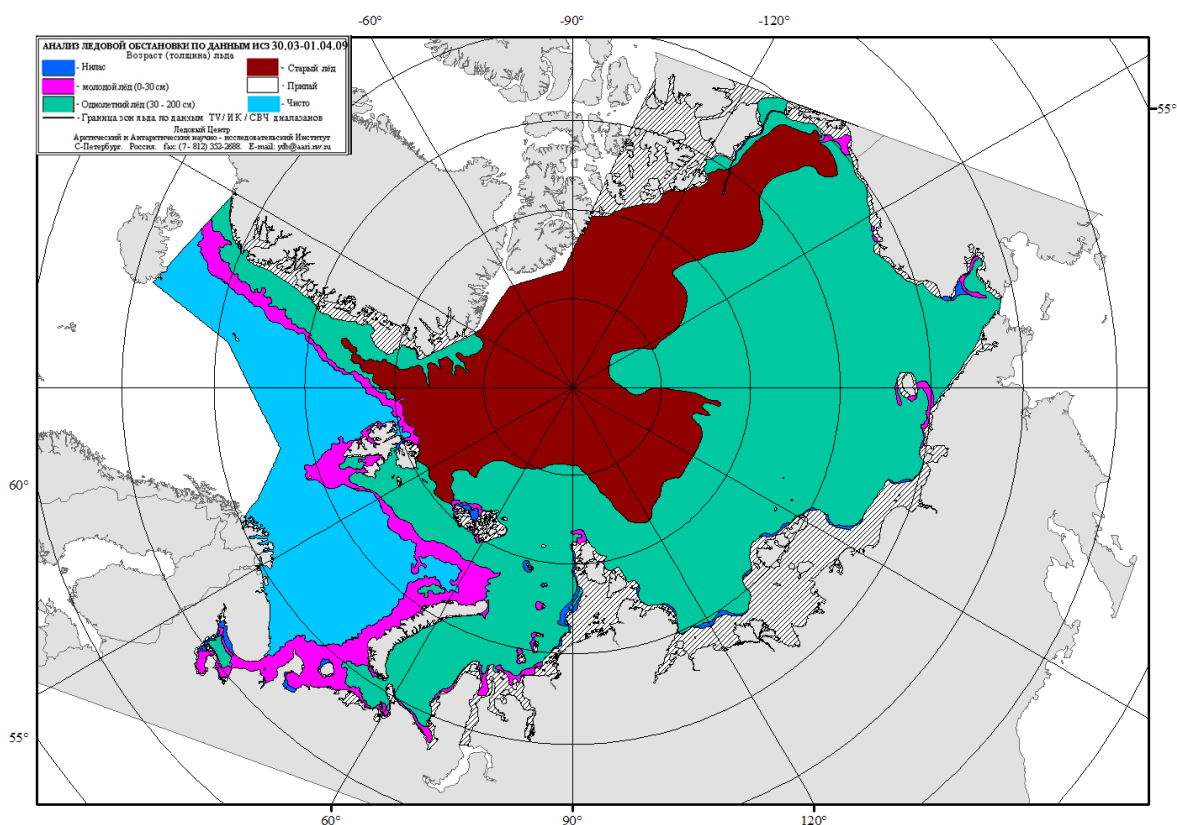 -60°
-90°
-120°
АНАЛИЗ ЛЕДОВОЙ ОБСТАНОВКИ ПО ДАННЫМ ИСЗ 30.03-01.04.09
Возраст (толщина) льда
- Нилас
- Старый лёд
- молодой лёд (0-30 см)
- Припай
- Однолетний лёд (30 - 200 см)
- Чисто
- Граница зон льда по данным TV/ ИК / СВЧ диапазонов
Ледовый Центр
Арктический и Антарктический научно - исследовательский Институт
С-Петербург. Россия. fax: (7 - 812) 352-2688. E-mail: ydb@aari.nw.ru
55°
60°
55°
60°
90°
120°